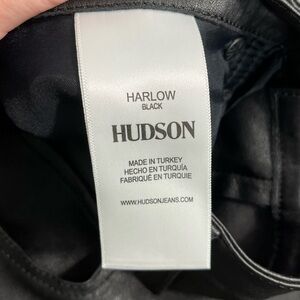 HARLOW
BLACK
HUDSON
MADE IN TURKEY
HECHO EN TURQUÍA
FABRIQUÉ EN TURQUIE
WWW.HUDSONJEANS.COM